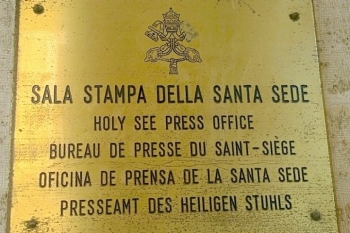 SALA STAMPA DELLA SANTA SEDE
HOLY SEE PRESS OFFICE
BUREAU DE PRESSE DU SAINT-SIÈGE
OFICINA DE PRENSA DE LA SANTA SEDE
PRESSEAMT DES HEILIGEN STUHLS